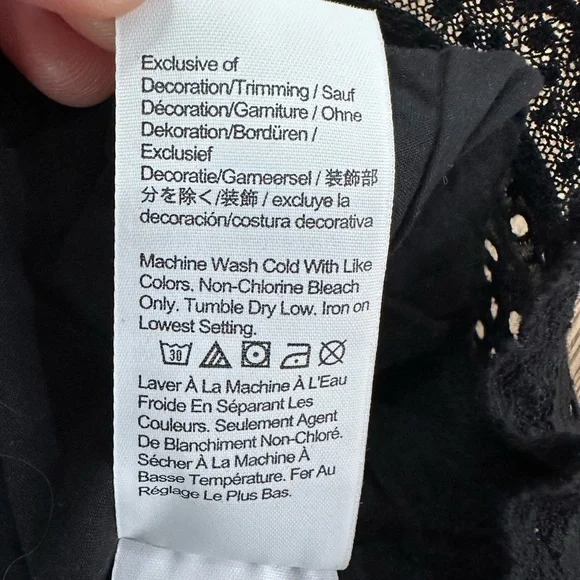 Exclusive of
Decoration/Trimming / Sauf
Décoration/Garniture / Ohne
Dekoration/Bordüren /
Exclusief
Decoratie/Garneersel / 装飾部
分を除く/装飾 / excluye la
decoración/costura decorativa
Machine Wash Cold With Like
Colors. Non-Chlorine Bleach
Only. Tumble Dry Low. Iron on
Lowest Setting.
30
Laver À La Machine À L'Eau
Froide En Séparant Les
Couleurs. Seulement Agent
De Blanchiment Non-Chloré.
Sécher À La Machine À
Basse Température. Fer Au
Réglage Le Plus Bas.